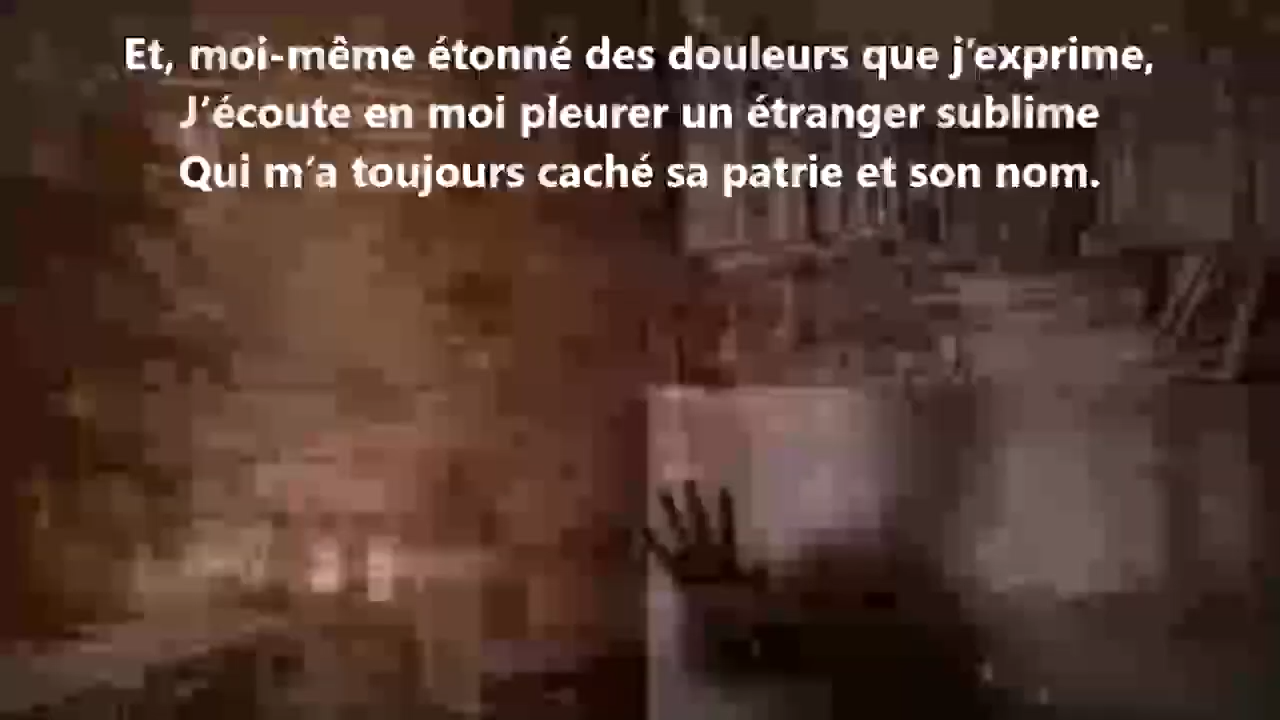 Et, moi-même étonné des douleurs que j’exprime,
J’écoute en moi pleurer un étranger sublime
Qui m’a toujours caché sa patrie et son nom.